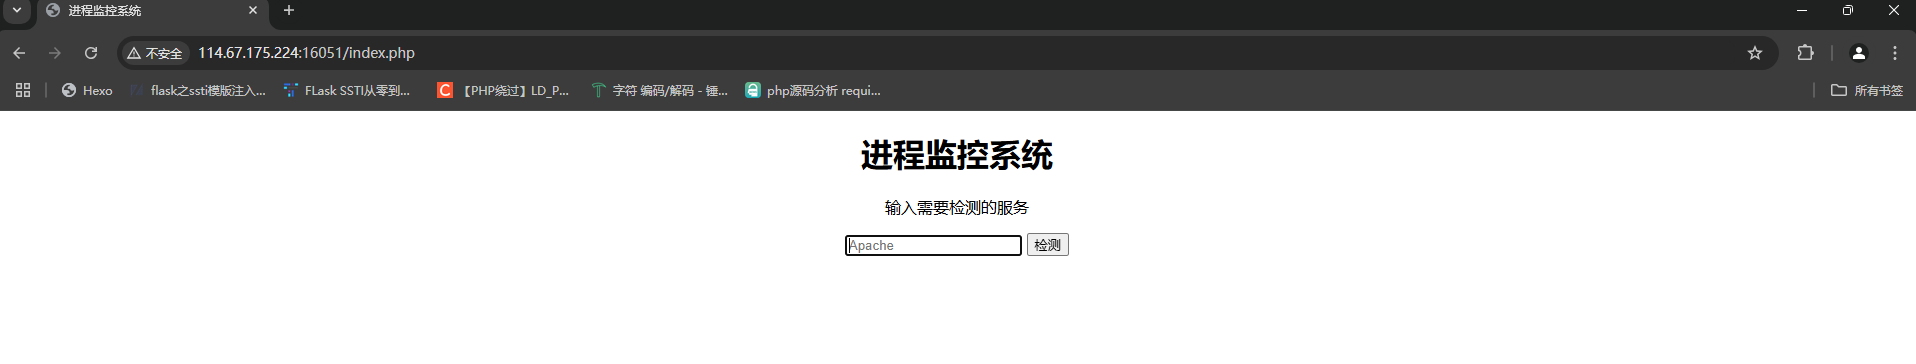 进程监控系统
不安全 114.67.175.224:16051/index.php
Hexo flask之ssti模版注入... FLask SSTI从零到... 【PHP绕过】LD_P... 字符 编码/解码 - 锤... php源码分析 requi... 所有书签
进程监控系统
输入需要检测的服务
Apache 检测